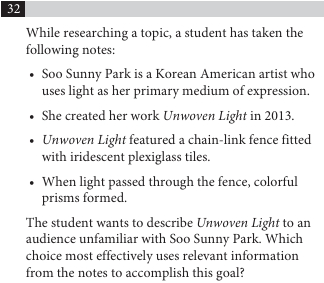 32
While researching a topic, a student has taken the
following notes:
• Soo Sunny Park is a Korean American artist who
uses light as her primary medium of expression.
• She created her work Unwoven Light in 2013.
• Unwoven Light featured a chain-link fence fitted
with iridescent plexiglass tiles.
• When light passed through the fence, colorful
prisms formed.
The student wants to describe Unwoven Light to an
audience unfamiliar with Soo Sunny Park. Which
choice most effectively uses relevant information
from the notes to accomplish this goal?